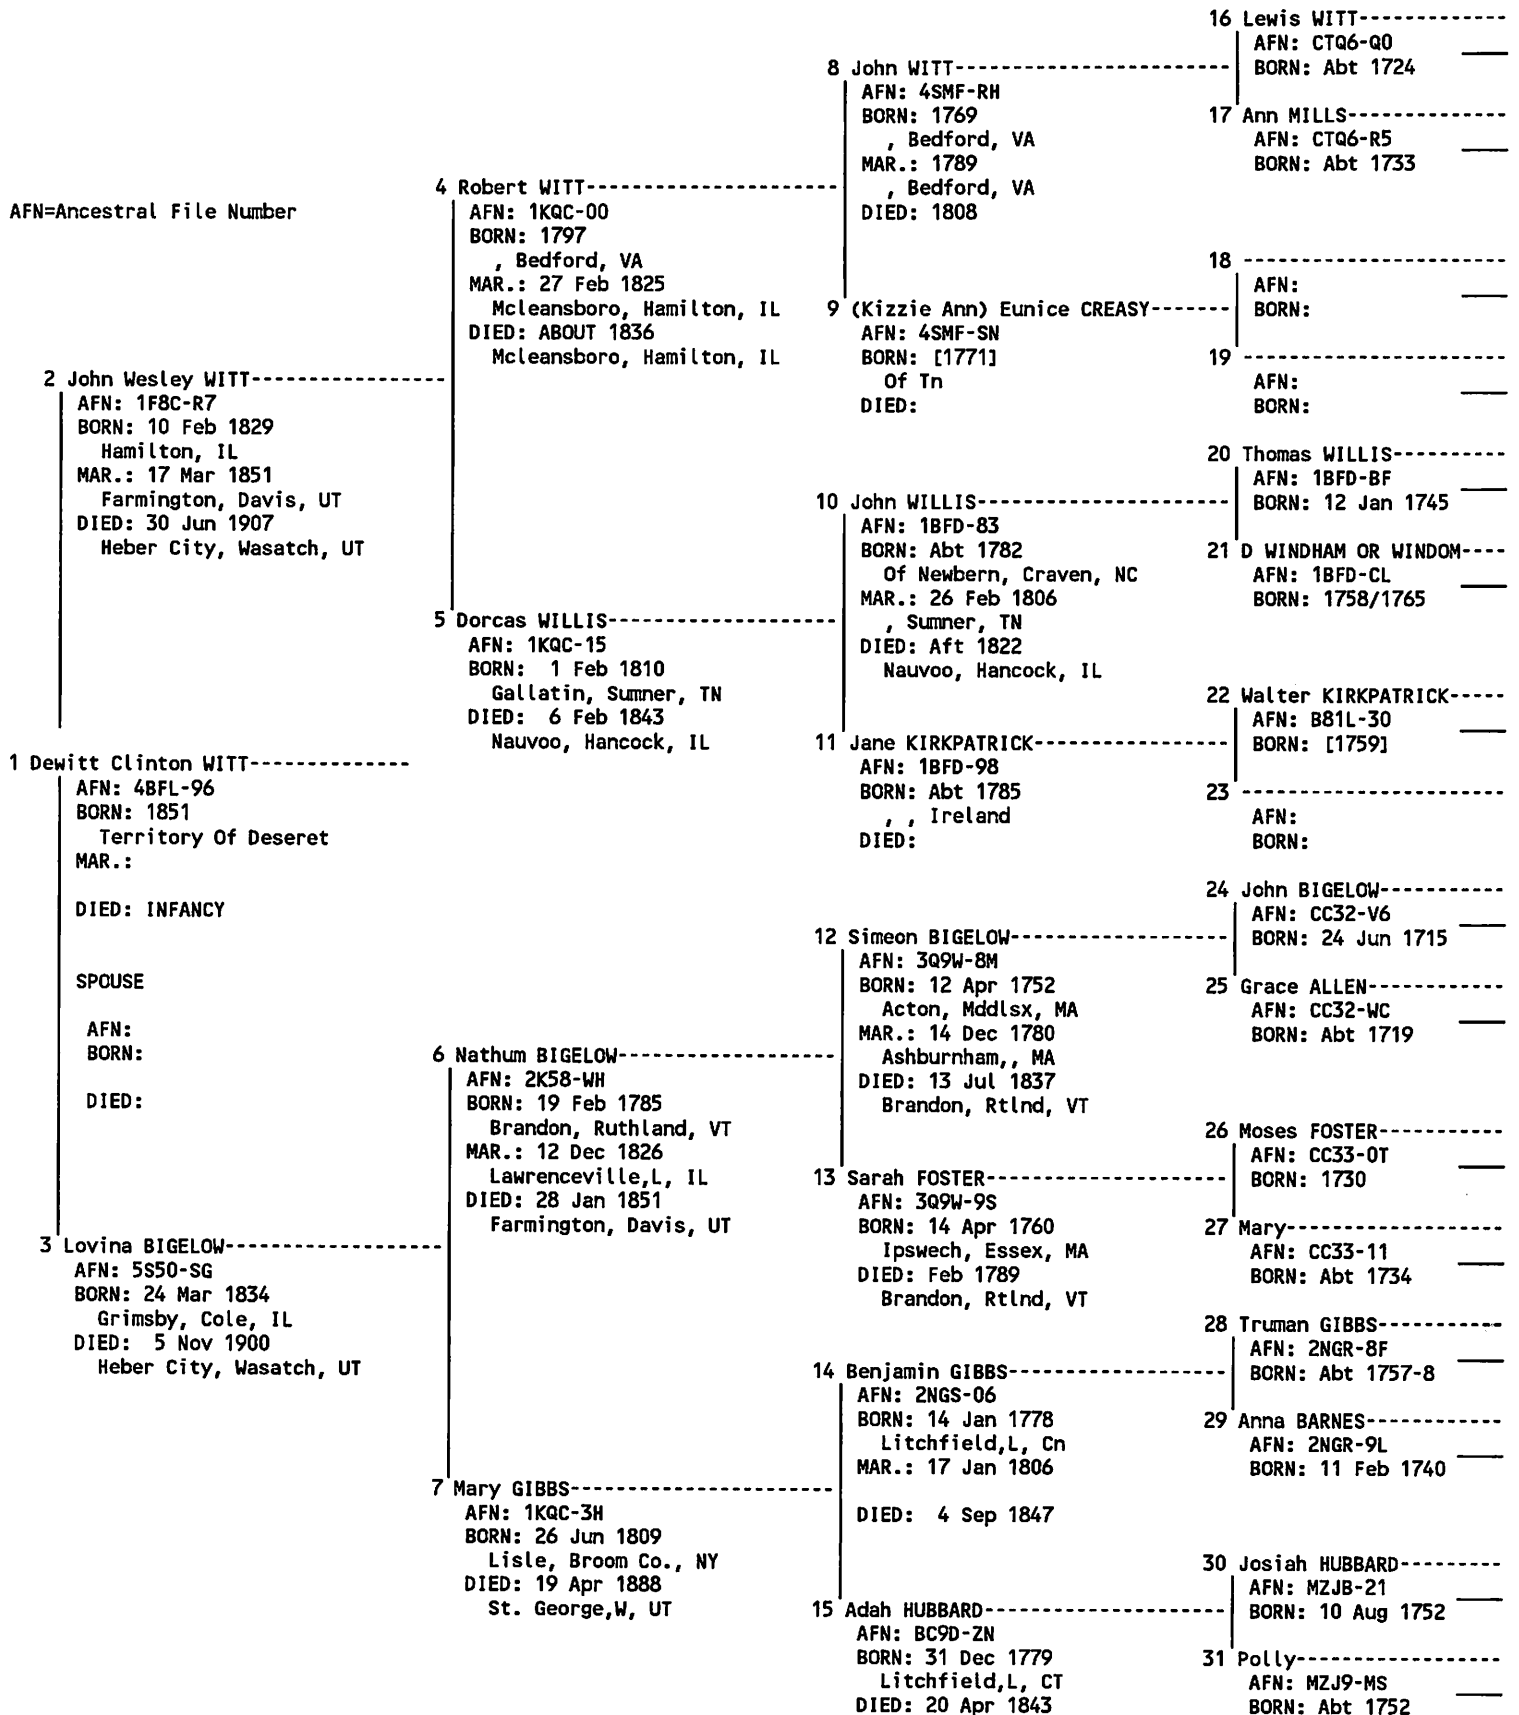 AFN=Ancestral File Number
1 Dewitt Clinton WITT--------------
AFN: 4BFL-96
BORN: 1851
Territory Of Deseret
MAR.:
DIED: INFANCY
SPOUSE
AFN:
BORN:
DIED:
2 John Wesley WITT-----------------
AFN: 1F8C-R7
BORN: 10 Feb 1829
Hamilton, IL
MAR.: 17 Mar 1851
Farmington, Davis, UT
DIED: 30 Jun 1907
Heber City, Wasatch, UT
3 Lovina BIGELOW-------------------
AFN: 5S50-SG
BORN: 24 Mar 1834
Grimsby, Cole, IL
DIED:  5 Nov 1900
Heber City, Wasatch, UT
4 Robert WITT----------------------
AFN: 1KQC-00
BORN: 1797
, Bedford, VA
MAR.: 27 Feb 1825
Mcleansboro, Hamilton, IL
DIED: ABOUT 1836
Mcleansboro, Hamilton, IL
5 Dorcas WILLIS--------------------
AFN: 1KQC-15
BORN:  1 Feb 1810
Gallatin, Sumner, TN
DIED:  6 Feb 1843
Nauvoo, Hancock, IL
6 Nathum BIGELOW-------------------
AFN: 2K58-WH
BORN: 19 Feb 1785
Brandon, Ruthland, VT
MAR.: 12 Dec 1826
Lawrenceville,L, IL
DIED: 28 Jan 1851
Farmington, Davis, UT
7 Mary GIBBS-----------------------
AFN: 1KQC-3H
BORN: 26 Jun 1809
Lisle, Broom Co., NY
DIED: 19 Apr 1888
St. George,W, UT
8 John WITT------------------------
AFN: 4SMF-RH
BORN: 1769
, Bedford, VA
MAR.: 1789
, Bedford, VA
DIED: 1808
9 (Kizzie Ann) Eunice CREASY-------
AFN: 4SMF-SN
BORN: [1771]
Of Tn
DIED:
10 John WILLIS----------------------
AFN: 1BFD-83
BORN: Abt 1782
Of Newbern, Craven, NC
MAR.: 26 Feb 1806
, Sumner, TN
DIED: Aft 1822
Nauvoo, Hancock, IL
11 Jane KIRKPATRICK-----------------
AFN: 1BFD-98
BORN: Abt 1785
, , Ireland
DIED:
12 Simeon BIGELOW-------------------
AFN: 3Q9W-8M
BORN: 12 Apr 1752
Acton, Mddlsx, MA
MAR.: 14 Dec 1780
Ashburnham,, MA
DIED: 13 Jul 1837
Brandon, Rtlnd, VT
13 Sarah FOSTER---------------------
AFN: 3Q9W-9S
BORN: 14 Apr 1760
Ipswech, Essex, MA
DIED: Feb 1789
Brandon, Rtlnd, VT
14 Benjamin GIBBS-------------------
AFN: 2NGS-06
BORN: 14 Jan 1778
Litchfield,L, Cn
MAR.: 17 Jan 1806
DIED:  4 Sep 1847
15 Adah HUBBARD---------------------
AFN: BC9D-ZN
BORN: 31 Dec 1779
Litchfield,L, CT
DIED: 20 Apr 1843
16 Lewis WITT-------------
AFN: CTQ6-Q0
BORN: Abt 1724
17 Ann MILLS--------------
AFN: CTQ6-R5
BORN: Abt 1733
18 -----------------------
AFN:
BORN:
19 -----------------------
AFN:
BORN:
20 Thomas WILLIS----------
AFN: 1BFD-BF
BORN: 12 Jan 1745
21 D WINDHAM OR WINDOM----
AFN: 1BFD-CL
BORN: 1758/1765
22 Walter KIRKPATRICK-----
AFN: B81L-30
BORN: [1759]
23 -----------------------
AFN:
BORN:
24 John BIGELOW-----------
AFN: CC32-V6
BORN: 24 Jun 1715
25 Grace ALLEN------------
AFN: CC32-WC
BORN: Abt 1719
26 Moses FOSTER-----------
AFN: CC33-0T
BORN: 1730
27 Mary-------------------
AFN: CC33-11
BORN: Abt 1734
28 Truman GIBBS-----------
AFN: 2NGR-8F
BORN: Abt 1757-8
29 Anna BARNES------------
AFN: 2NGR-9L
BORN: 11 Feb 1740
30 Josiah HUBBARD---------
AFN: MZJB-21
BORN: 10 Aug 1752
31 Polly------------------
AFN: MZJ9-MS
BORN: Abt 1752